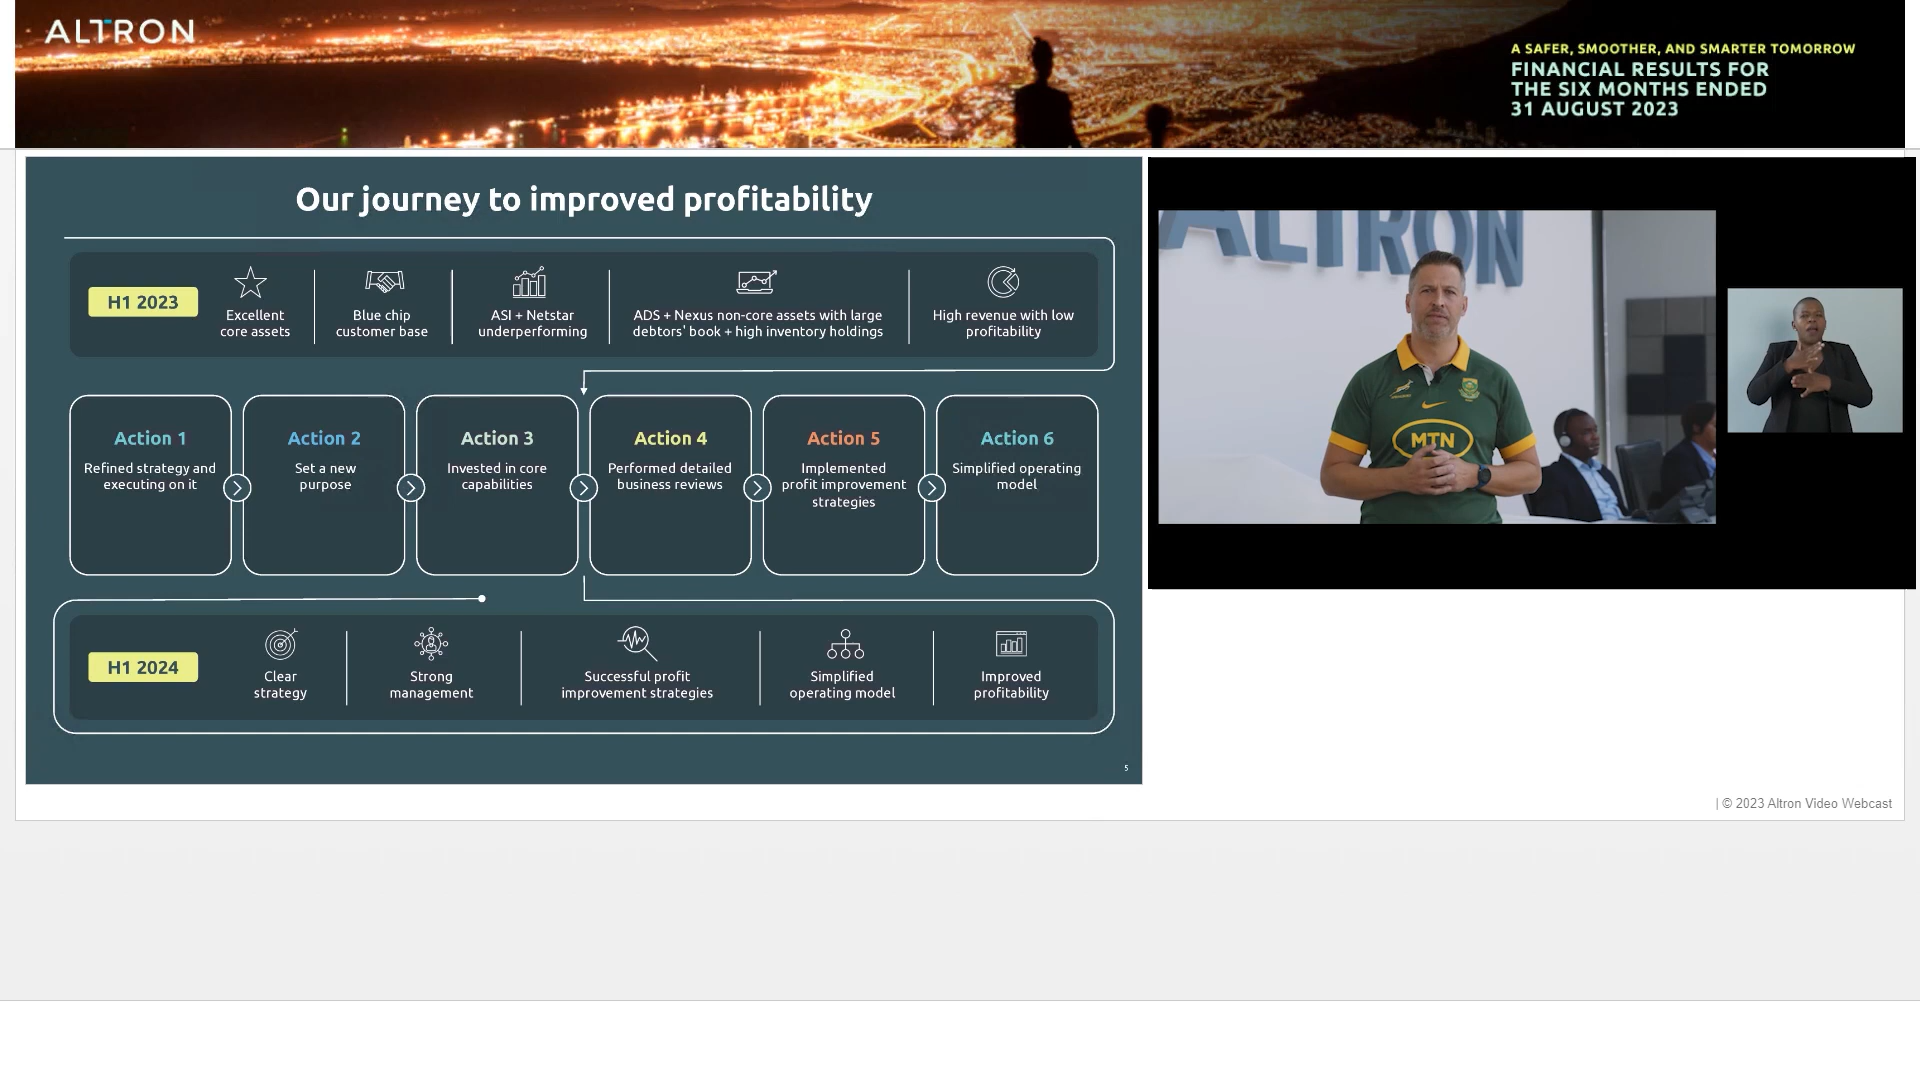 ALTRON
A SAFER, SMOOTHER, AND SMARTER TOMORROW
FINANCIAL RESULTS FOR
THE SIX MONTHS ENDED
31 AUGUST 2023
Our journey to improved profitability
H1 2023
Excellent
core assets
Blue chip
customer base
ASI + Netstar
underperforming
ADS + Nexus non-core assets with large
debtors' book + high inventory holdings
High revenue with low
profitability
Action 1
Refined strategy and
executing on it
Action 2
Set a new
purpose
Action 3
Invested in core
capabilities
Action 4
Performed detailed
business reviews
Action 5
Implemented
profit improvement
strategies
Action 6
Simplified operating
model
H1 2024
Clear
strategy
Strong
management
Successful profit
improvement strategies
Simplified
operating model
Improved
profitability
5
ALTRON
MTN
| © 2023 Altron Video Webcast